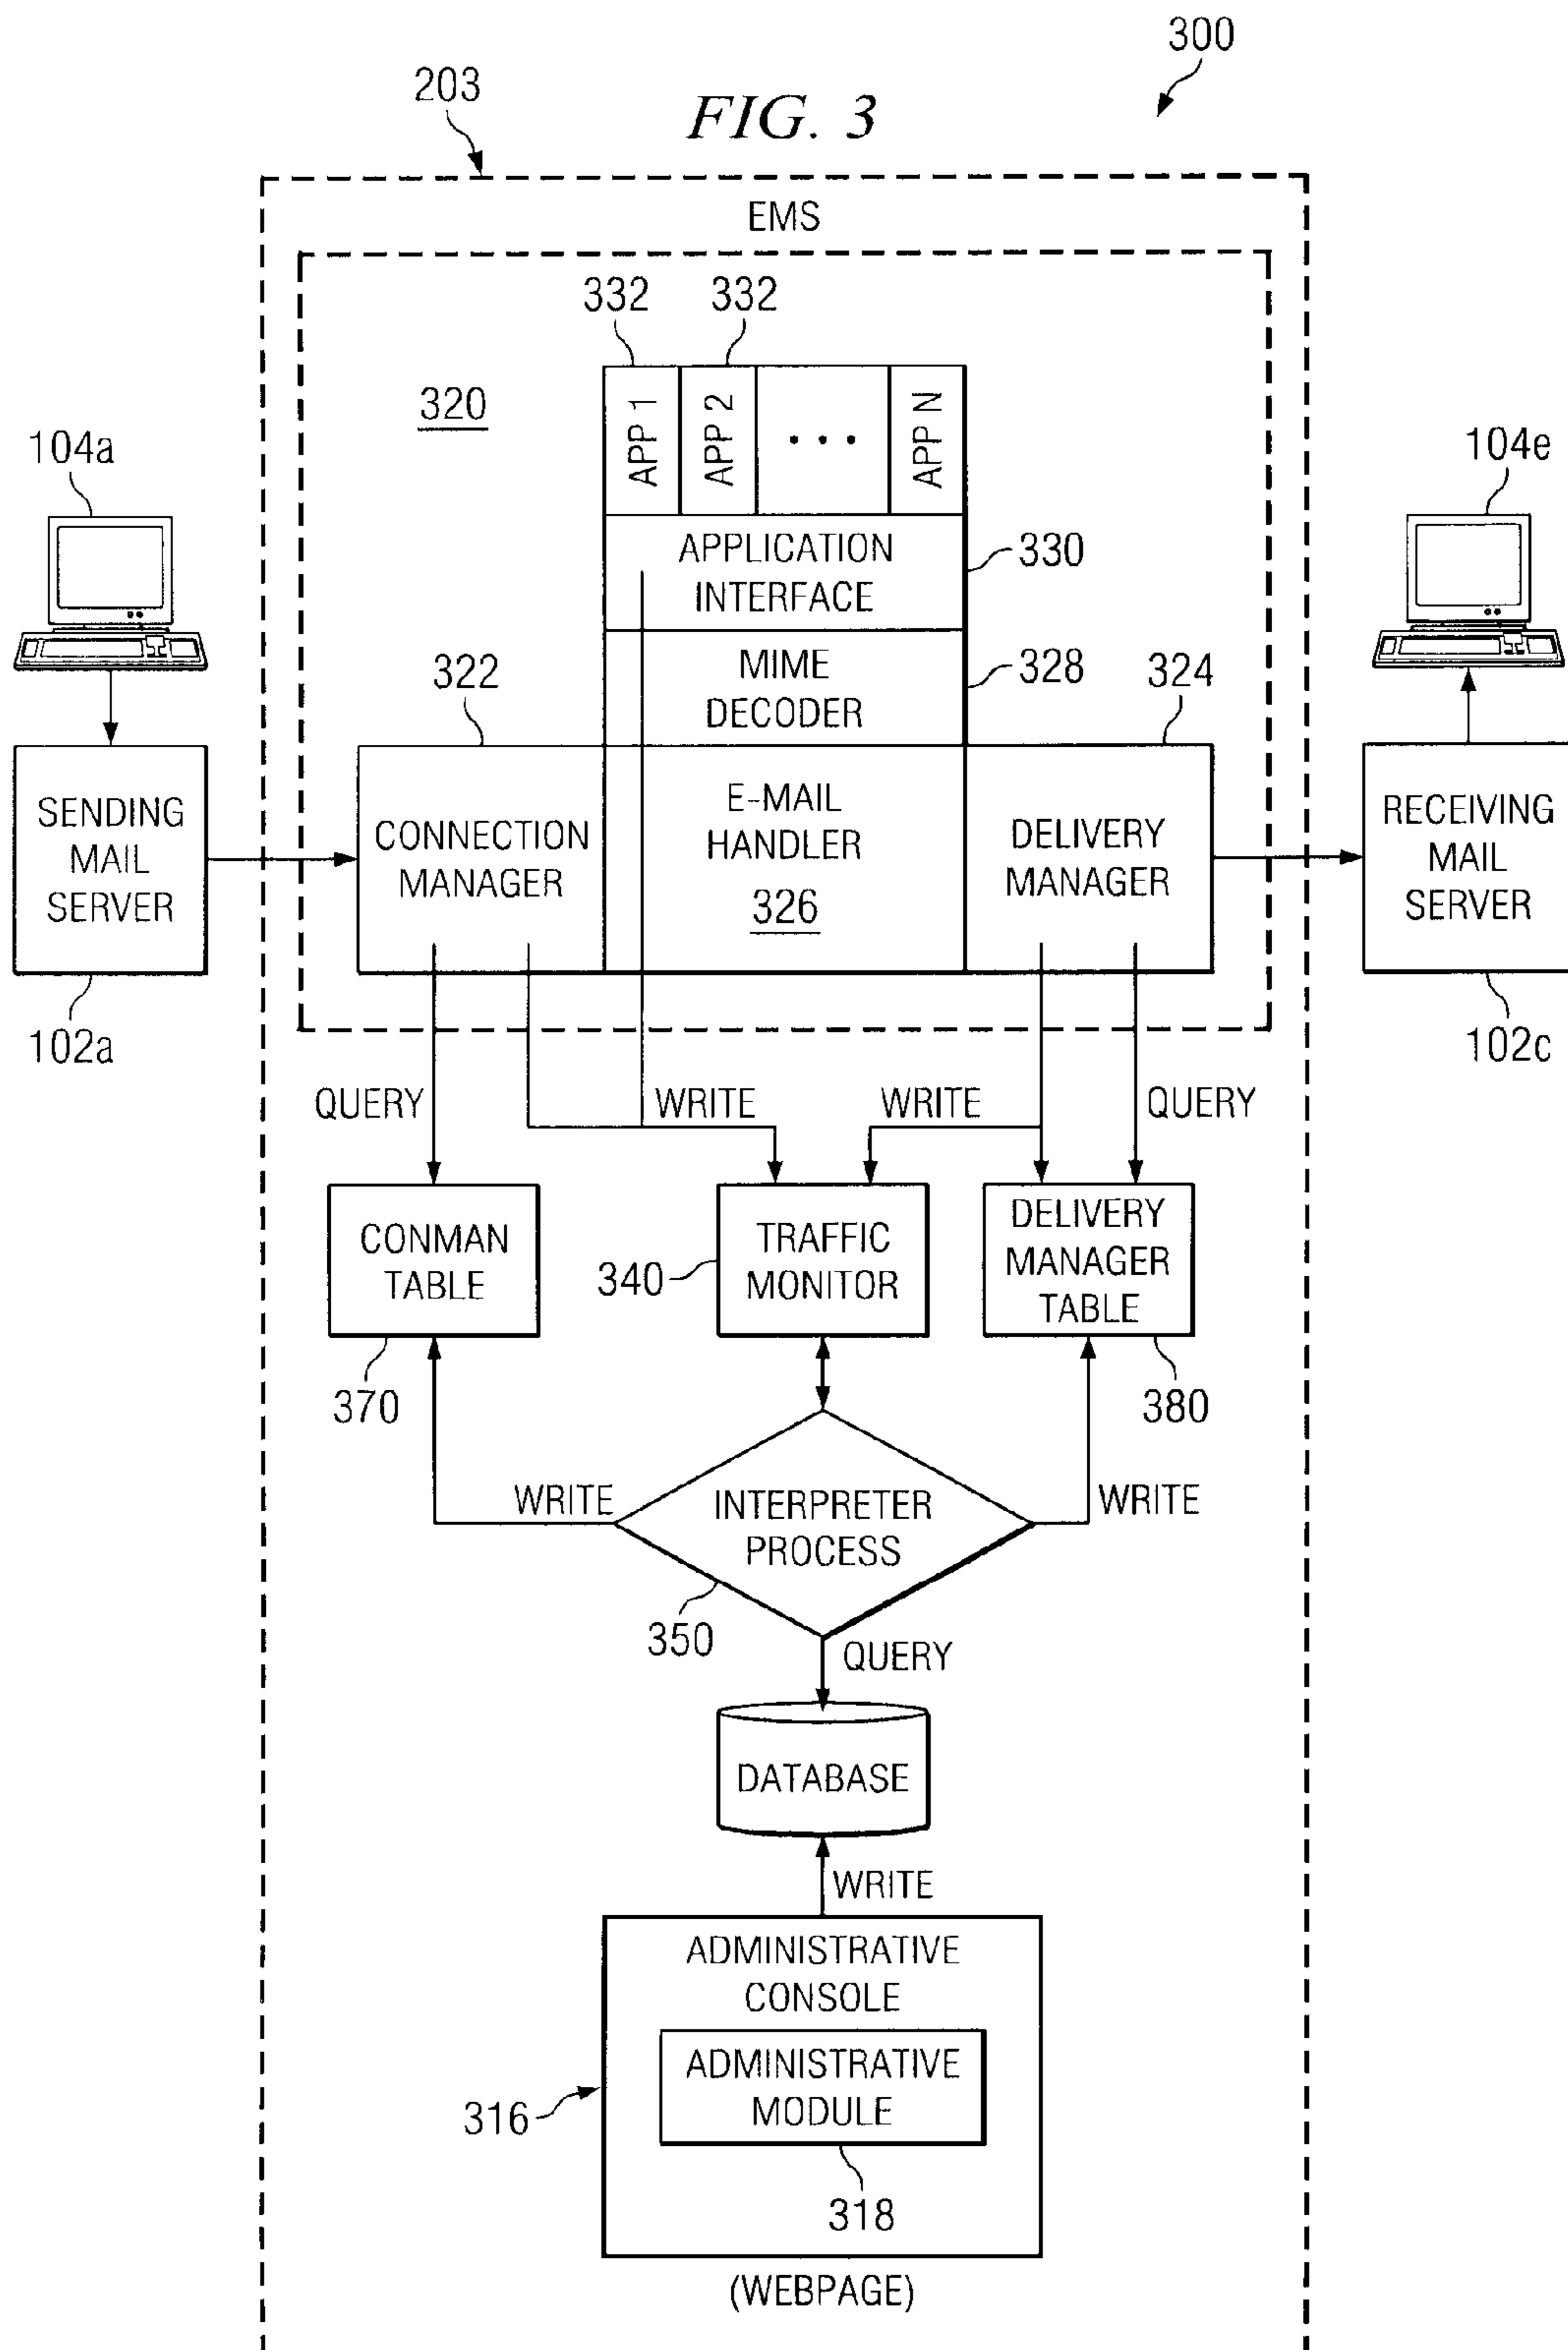 300
203
FIG. 3
EMS
332
332
320
APP 1
APP 2
• • •
APP N
104a
104e
APPLICATION
INTERFACE
330
MIME
DECODER
328
322
324
SENDING
MAIL
SERVER
CONNECTION
MANAGER
E-MAIL
HANDLER
326
DELIVERY
MANAGER
RECEIVING
MAIL
SERVER
102a
102c
QUERY
WRITE
WRITE
QUERY
CONMAN
TABLE
340
TRAFFIC
MONITOR
DELIVERY
MANAGER
TABLE
370
380
WRITE
INTERPRETER
PROCESS
WRITE
350
QUERY
DATABASE
WRITE
ADMINISTRATIVE
CONSOLE
ADMINISTRATIVE
MODULE
316
318
(WEBPAGE)